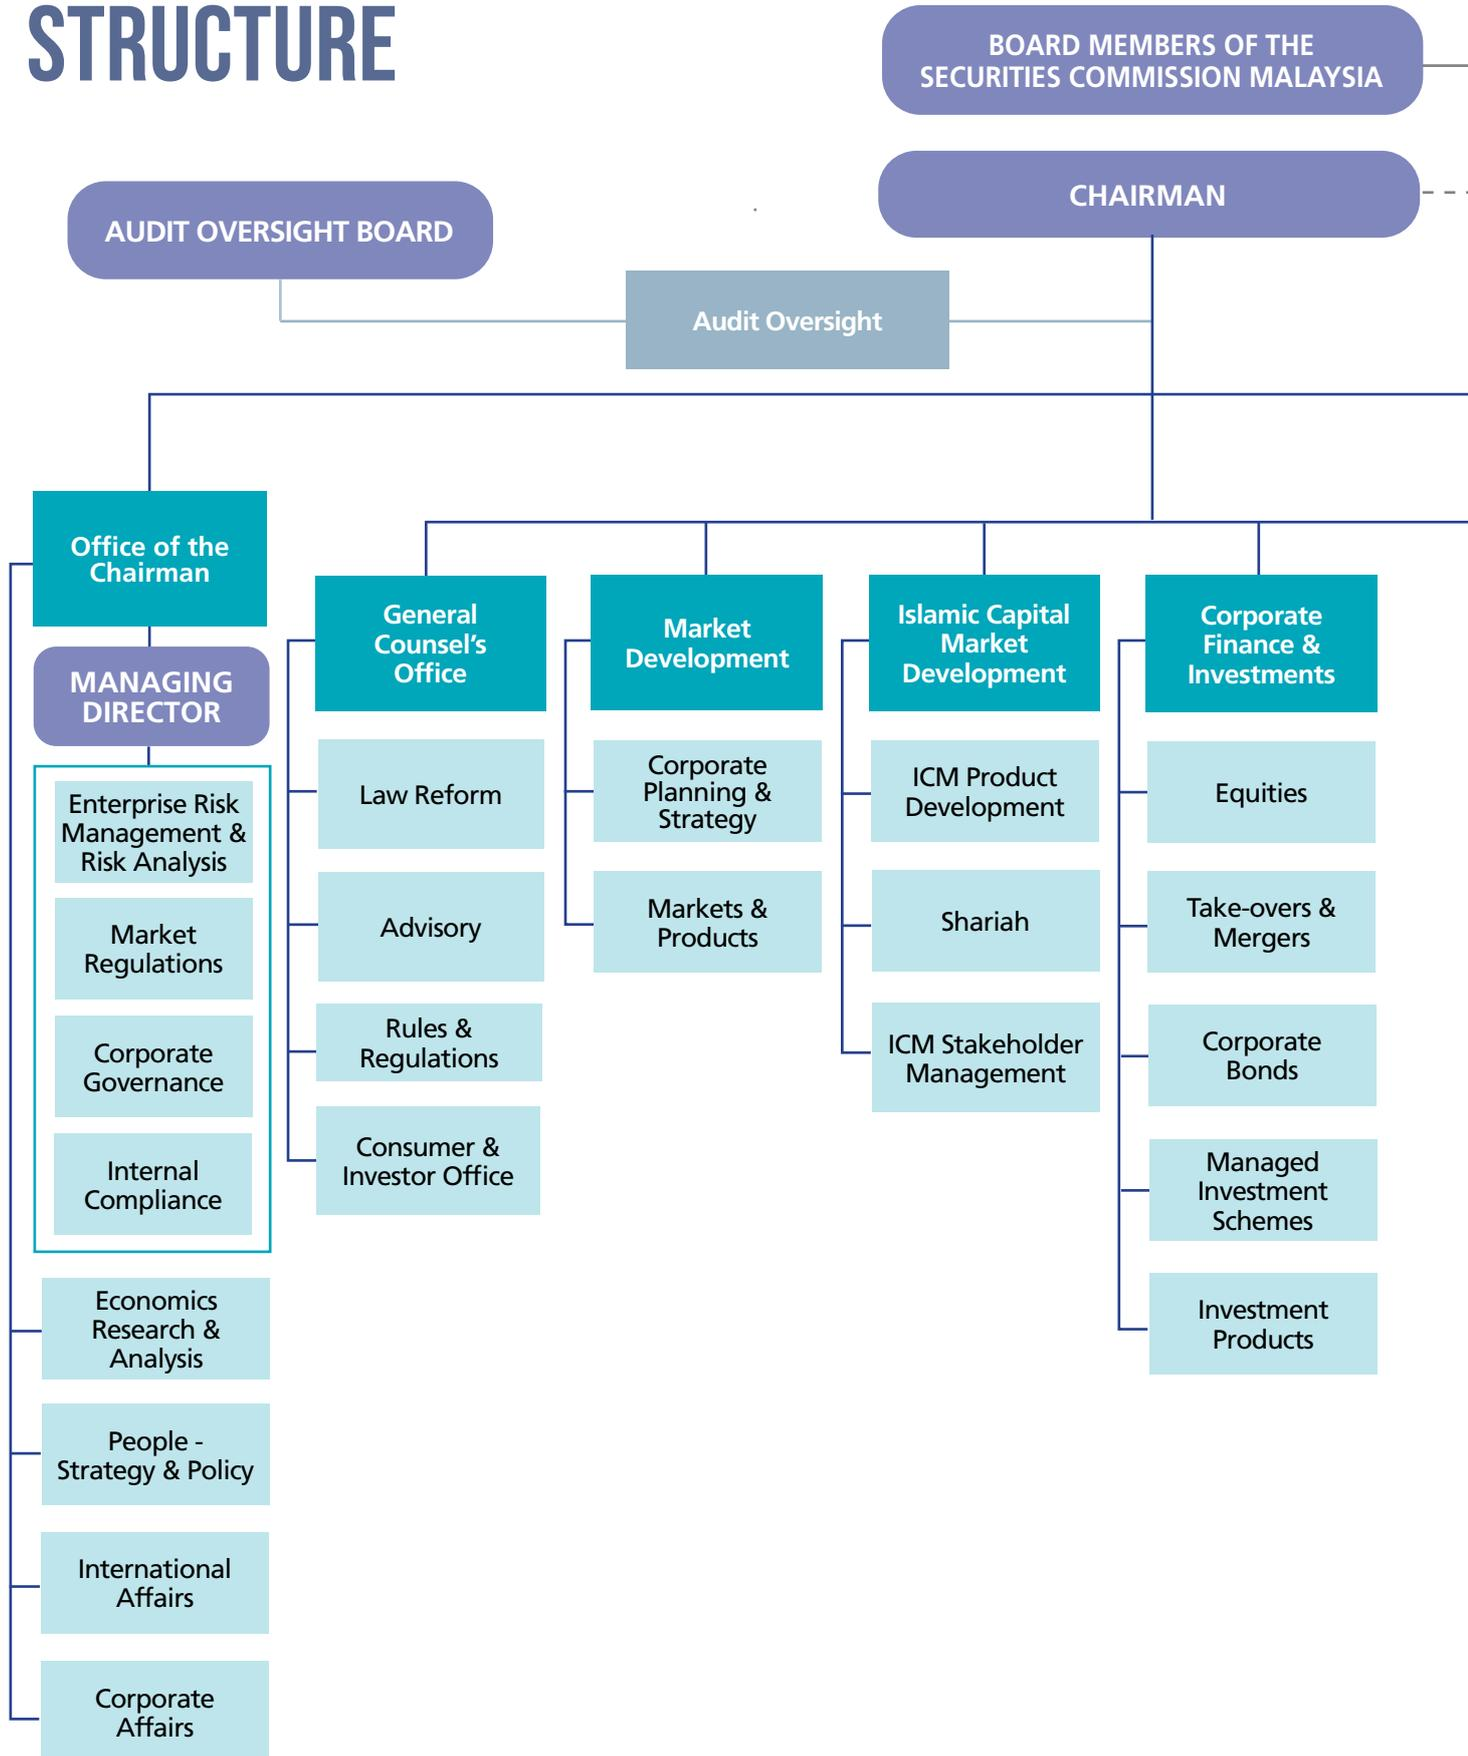 STRUCTURE
BOARD MEMBERS OF THE
SECURITIES COMMISSION MALAYSIA
CHAIRMAN
AUDIT OVERSIGHT BOARD
Audit Oversight
Office of the
Chairman
MANAGING
DIRECTOR
Enterprise Risk
Management &
Risk Analysis
Market
Regulations
Corporate
Governance
Internal
Compliance
Economics
Research &
Analysis
People -
Strategy & Policy
International
Affairs
Corporate
Affairs
General
Counsel's
Office
Law Reform
Advisory
Rules &
Regulations
Consumer &
Investor Office
Market
Development
Corporate
Planning &
Strategy
Markets &
Products
Islamic Capital
Market
Development
ICM Product
Development
Shariah
ICM Stakeholder
Management
Corporate
Finance &
Investments
Equities
Take-overs &
Mergers
Corporate
Bonds
Managed
Investment
Schemes
Investment
Products